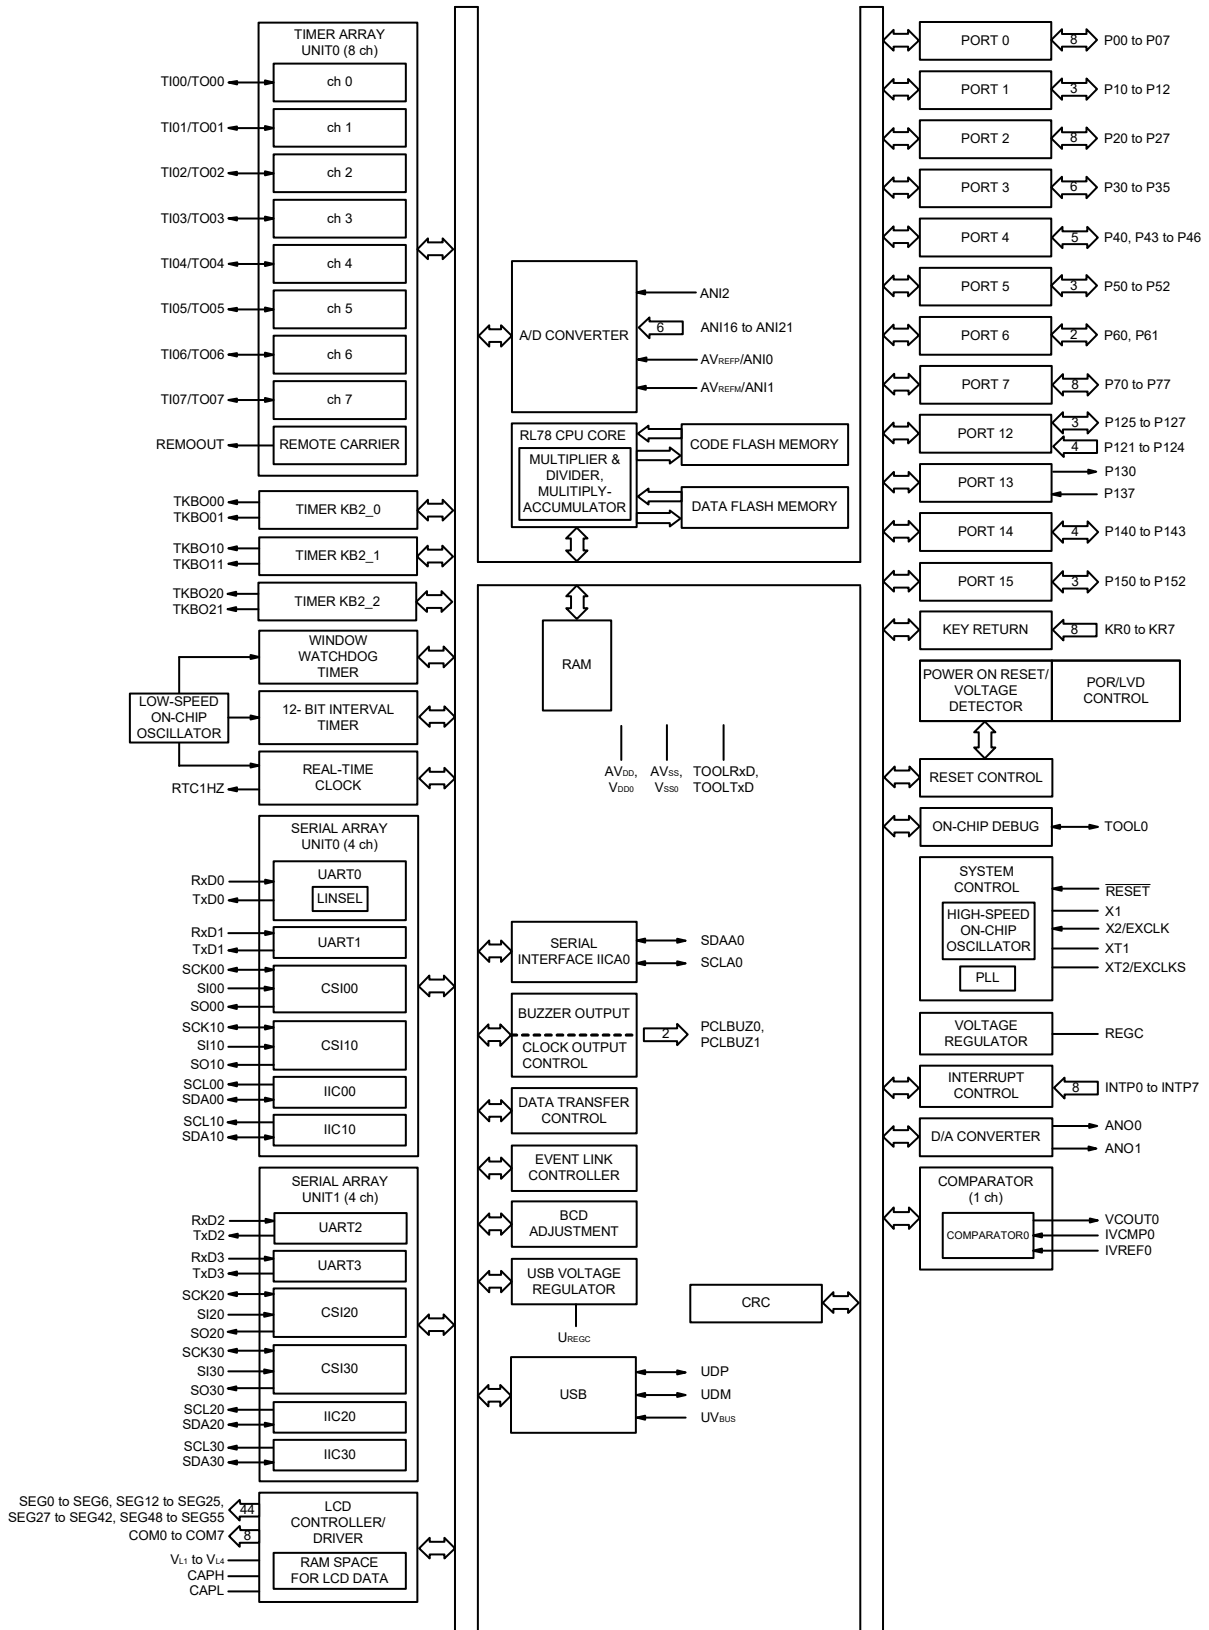 TIMER ARRAY
UNIT0 (8 ch)
TI00/TO00
ch 0
TI01/TO01
ch 1
TI02/TO02
ch 2
TI03/TO03
ch 3
TI04/TO04
ch 4
TI05/TO05
ch 5
TI06/TO06
ch 6
TI07/TO07
ch 7
REMOOUT
REMOTE CARRIER
TKBO00
TKBO01
TIMER KB2_0
TKBO10
TKBO11
TIMER KB2_1
TKBO20
TKBO21
TIMER KB2_2
WINDOW
WATCHDOG
TIMER
LOW-SPEED
ON-CHIP
OSCILLATOR
12- BIT INTERVAL
TIMER
REAL-TIME
CLOCK
RTC1HZ
SERIAL ARRAY
UNIT0 (4 ch)
RxD0
TxD0
UART0
LINSEL
RxD1
TxD1
UART1
SCK00
SI00
SO00
CSI00
SCK10
SI10
SO10
CSI10
SCL00
SDA00
IIC00
SCL10
SDA10
IIC10
SERIAL ARRAY
UNIT1 (4 ch)
RxD2
TxD2
UART2
RxD3
TxD3
UART3
SCK20
SI20
SO20
CSI20
SCK30
SI30
SO30
CSI30
SCL20
SDA20
IIC20
SCL30
SDA30
IIC30
SEG0 to SEG6, SEG12 to SEG25,
SEG27 to SEG42, SEG48 to SEG55
44
COM0 to COM7
8
VL1 to VL4
CAPH
CAPL
LCD
CONTROLLER/
DRIVER
RAM SPACE
FOR LCD DATA
A/D CONVERTER
ANI2
6
ANI16 to ANI21
AVREFP/ANI0
AVREFM/ANI1
RL78 CPU CORE
MULTIPLIER &
DIVIDER,
MULITIPLY-
ACCUMULATOR
CODE FLASH MEMORY
DATA FLASH MEMORY
RAM
AVDD,
VDD0
AVSS,
VSS0
TOOLRxD,
TOOLTxD
SERIAL
INTERFACE IICA0
SDAA0
SCLA0
BUZZER OUTPUT
CLOCK OUTPUT
CONTROL
2
PCLBUZ0,
PCLBUZ1
DATA TRANSFER
CONTROL
EVENT LINK
CONTROLLER
BCD
ADJUSTMENT
USB VOLTAGE
REGULATOR
UREGC
CRC
USB
UDP
UDM
UVBUS
PORT 0
8
P00 to P07
PORT 1
3
P10 to P12
PORT 2
8
P20 to P27
PORT 3
6
P30 to P35
PORT 4
5
P40, P43 to P46
PORT 5
3
P50 to P52
PORT 6
2
P60, P61
PORT 7
8
P70 to P77
PORT 12
3
P125 to P127
4
P121 to P124
PORT 13
P130
P137
PORT 14
4
P140 to P143
PORT 15
3
P150 to P152
KEY RETURN
8
KR0 to KR7
POWER ON RESET/
VOLTAGE
DETECTOR
POR/LVD
CONTROL
RESET CONTROL
ON-CHIP DEBUG
TOOL0
SYSTEM
CONTROL
HIGH-SPEED
ON-CHIP
OSCILLATOR
PLL
RESET
X1
X2/EXCLK
XT1
XT2/EXCLKS
VOLTAGE
REGULATOR
REGC
INTERRUPT
CONTROL
8
INTP0 to INTP7
D/A CONVERTER
ANO0
ANO1
COMPARATOR
(1 ch)
COMPARATOR0
VCOUT0
IVCMP0
IVREF0